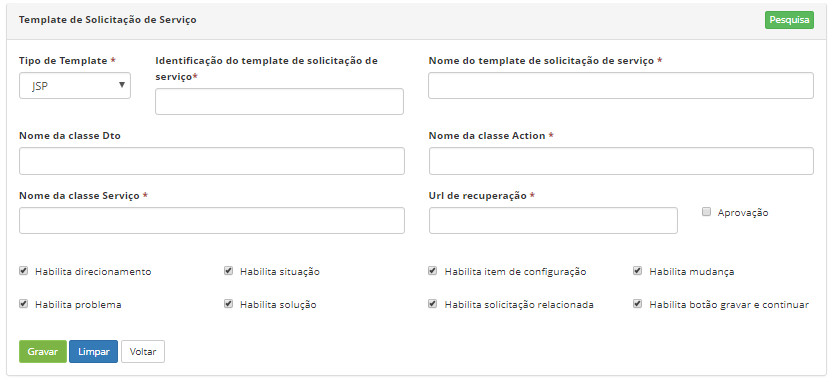 Template de Solicitação de Serviço
Pesquisa
Tipo de Template *
Identificação do template de solicitação de
serviço*
Nome do template de solicitação de serviço *
JSP
Nome da classe Dto
Nome da classe Action *
Nome da classe Serviço *
Url de recuperação *
Aprovação
Habilita direcionamento
Habilita situação
Habilita item de configuração
Habilita mudança
Habilita problema
Habilita solução
Habilita solicitação relacionada
Habilita botão gravar e continuar
Gravar
Limpar
Voltar